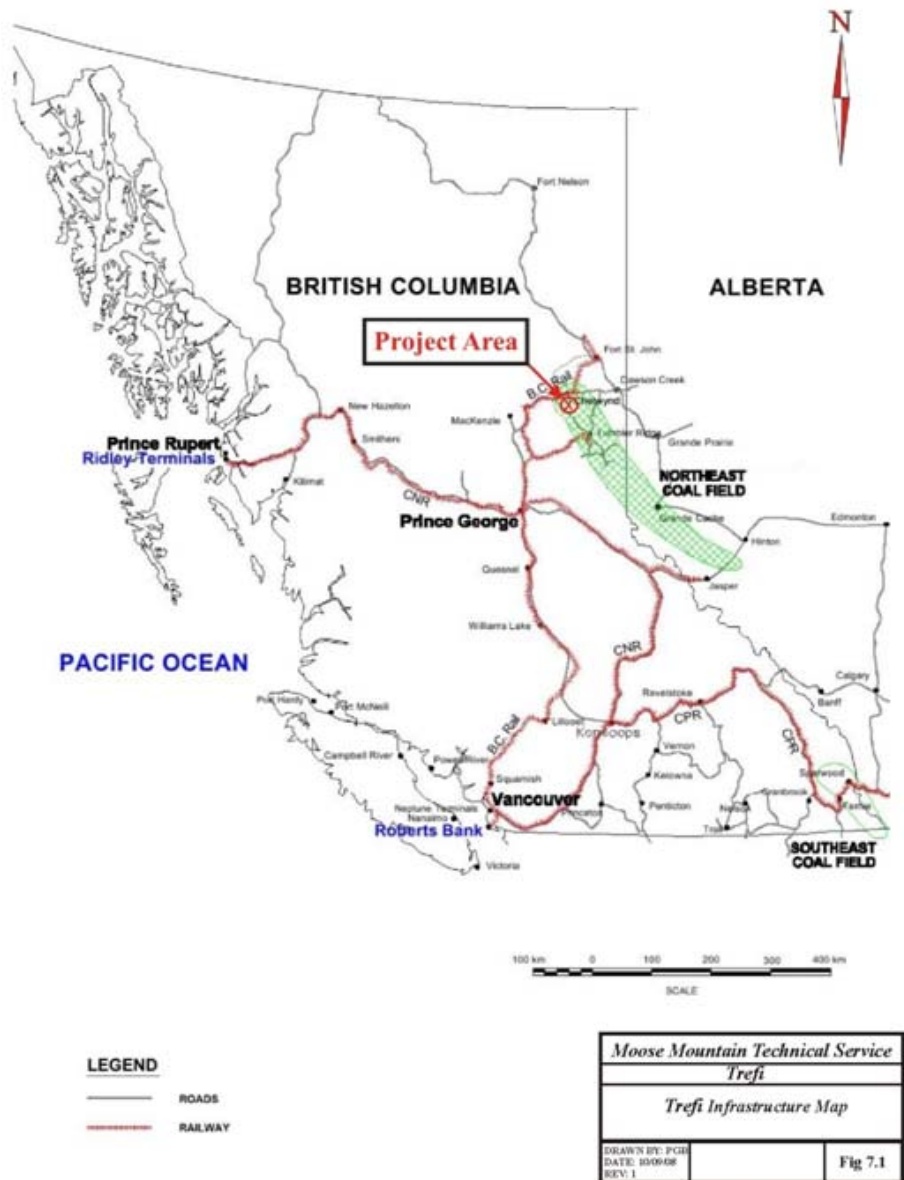 N
Fort Nelson
BRITISH COLUMBIA
ALBERTA
Project Area
Fort St. John
B.C. Rail
Dawson Creek
Chetwynd
MacKenzie
Tumbler Ridge
Grande Prairie
New Hazelton
Smithers
Prince Rupert
Ridley Terminals
Kitimat
NORTHEAST
COAL FIELD
CNR
Prince George
Grande Cache
Edmonton
Hinton
Quesnel
Jasper
Williams Lake
PACIFIC OCEAN
CNR
Calgary
Revelstoke
Banff
Port Hardy
Port McNeill
CPR
Lillooet
Kamloops
B.C. Rail
CPR
Vernon
Campbell River
Powell River
Squamish
Kelowna
Sparwood
Vancouver
Cranbrook
Neptune Terminals
Nanaimo
Princeton
Penticton
Nelson
Fernie
Roberts Bank
Trail
SOUTHEAST
COAL FIELD
Victoria
100 km 0 100 200 300 400 km
SCALE
LEGEND
ROADS
RAILWAY
Moose Mountain Technical Service
Trefi
Trefi Infrastructure Map
DRAWN BY: PGB
DATE: 10/09/08
REV: 1
Fig 7.1